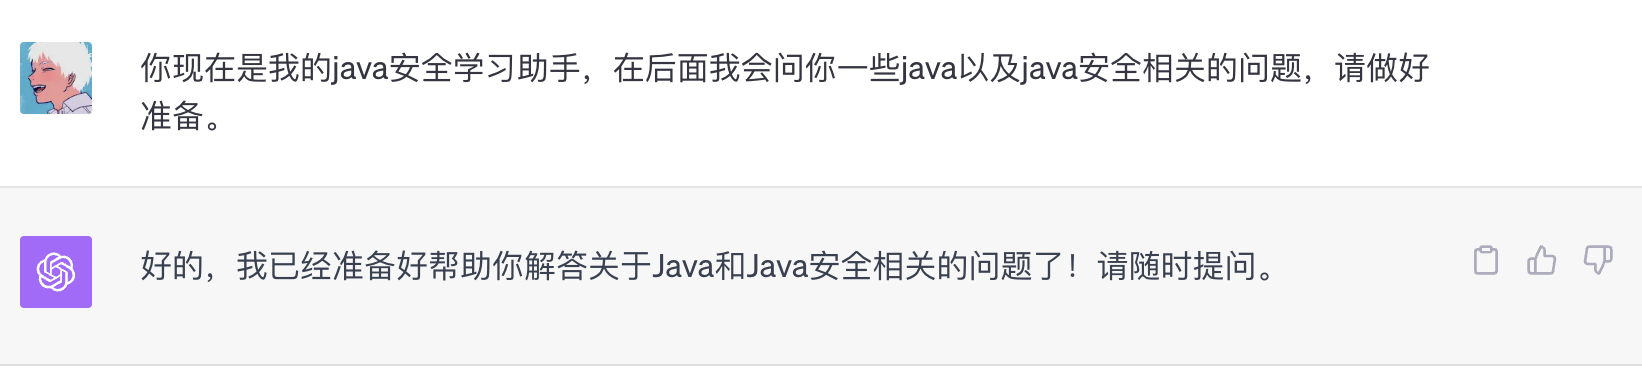 你现在是我的java安全学习助手，在后面我会问你一些java以及java安全相关的问题，请做好
准备。
好的，我已经准备好帮助你解答关于Java和Java安全相关的问题了！请随时提问。